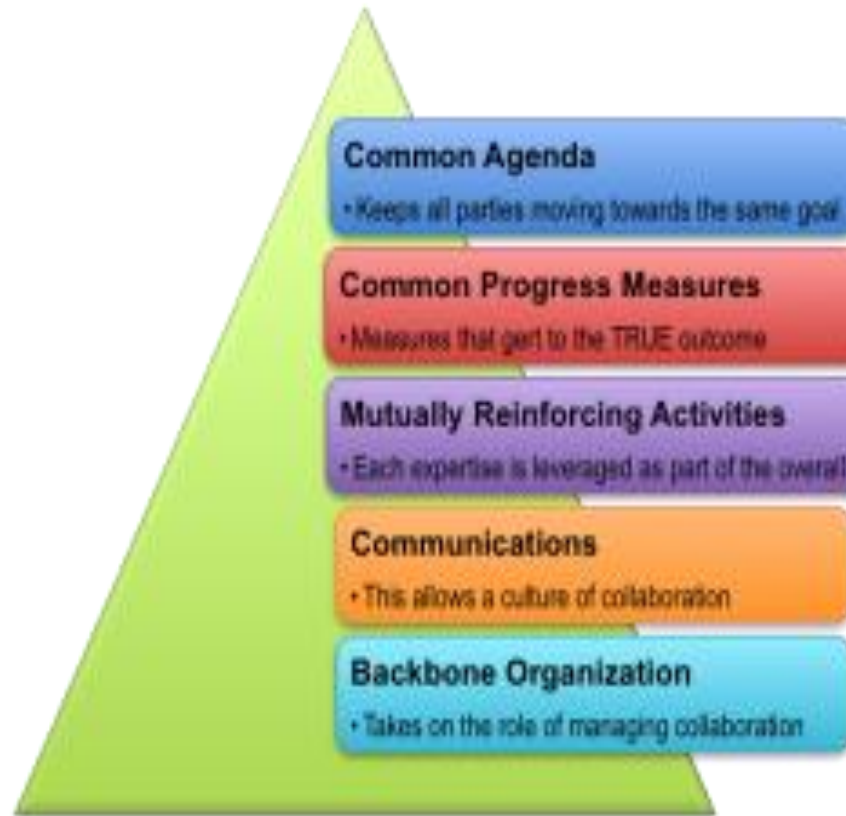 Common Agenda
• Keeps all parties moving towards the same goal
Common Progress Measures
• Measures that gert to the TRUE outcome
Mutually Reinforcing Activities
• Each expertise is leveraged as part of the overall
Communications
• This allows a culture of collaboration
Backbone Organization
• Takes on the role of managing collaboration